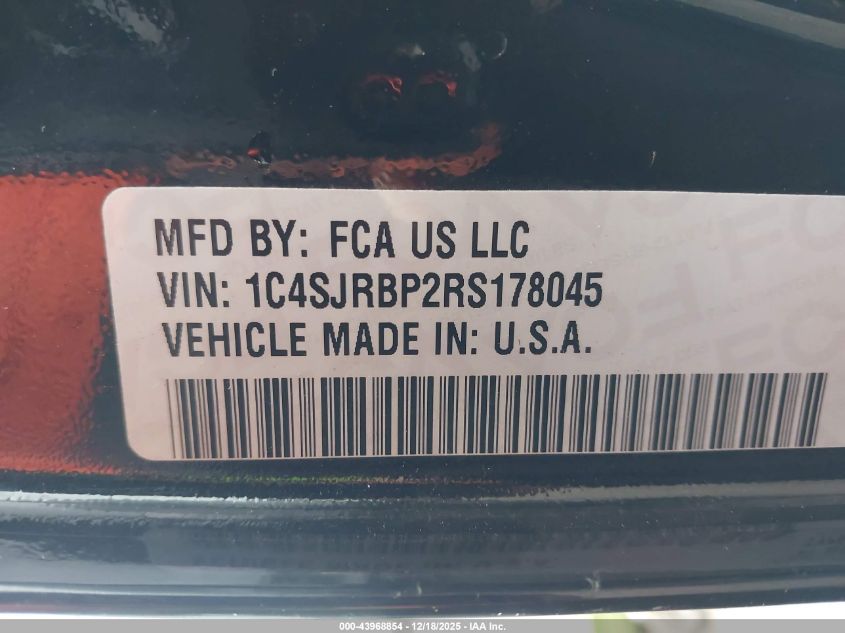 MFD BY: FCA US LLC
VIN: 1C4SJRBP2RS178045
VEHICLE MADE IN: U.S.A.
000-43968854 - 12/18/2025 - IAA Inc.